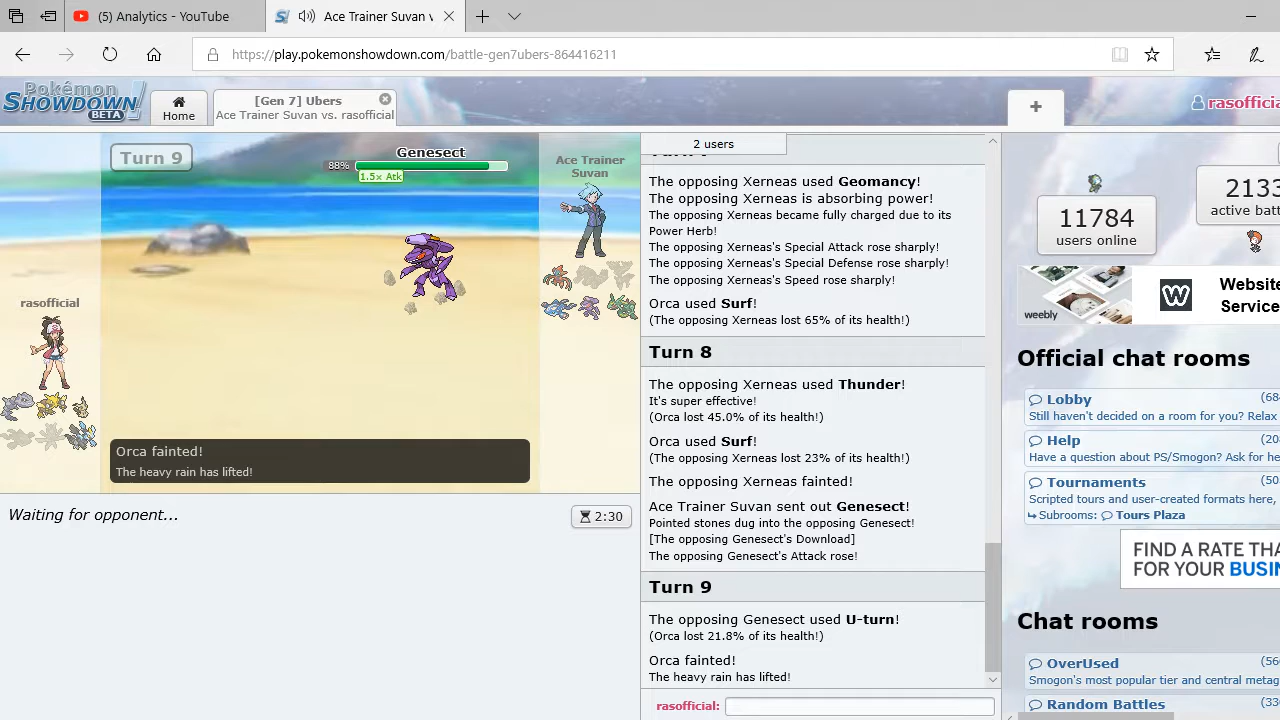 (5) Analytics - YouTube
Ace Trainer Suvan v
https://play.pokemonshowdown.com/battle-gen7ubers-864416211
Pokémon
SHOWDOWN!
BETA
Home
[Gen 7] Ubers
Ace Trainer Suvan vs. rasofficial
rasofficia
Turn 9
Genesect
88%
1.5× Atk
Ace Trainer
Suvan
rasofficial
Orca fainted!
The heavy rain has lifted!
Waiting for opponent...
2:30
2 users
The opposing Xerneas used Geomancy!
The opposing Xerneas is absorbing power!
The opposing Xerneas became fully charged due to its
Power Herb!
The opposing Xerneas's Special Attack rose sharply!
The opposing Xerneas's Special Defense rose sharply!
The opposing Xerneas's Speed rose sharply!
Orca used Surf!
(The opposing Xerneas lost 65% of its health!)
Turn 8
The opposing Xerneas used Thunder!
It's super effective!
(Orca lost 45.0% of its health!)
Orca used Surf!
(The opposing Xerneas lost 23% of its health!)
The opposing Xerneas fainted!
Ace Trainer Suvan sent out Genesect!
Pointed stones dug into the opposing Genesect!
[The opposing Genesect's Download]
The opposing Genesect's Attack rose!
Turn 9
The opposing Genesect used U-turn!
(Orca lost 21.8% of its health!)
Orca fainted!
The heavy rain has lifted!
rasofficial:
11784
users online
2133
active batt
weebly
W
Website
Service
Official chat rooms
Lobby
(684
Still haven't decided on a room for you? Relax
Help
(208
Have a question about PS/Smogon? Ask for he
Tournaments
(505
Scripted tours and user-created formats here,
Subrooms: Tours Plaza
FIND A RATE THA
FOR YOUR BUSIN
Chat rooms
OverUsed
(566
Smogon's most popular tier and central metag
Random Battles
(33